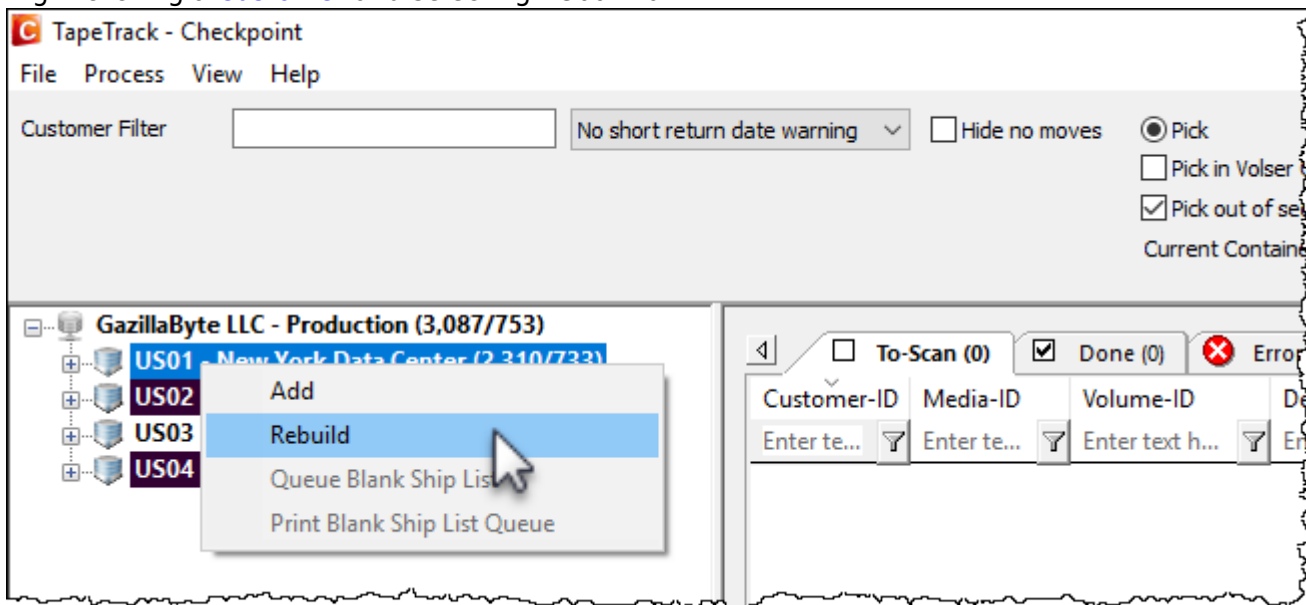 TapeTrack - Checkpoint
File Process View Help
Customer Filter
No short return date warning
Hide no moves
Pick
Pick in Volser
Pick out of
Current
GazillaByte LLC - Production (3,087/753)
US01 - New York Data Center (2,310/733)
US02
US03
US04
Add
Rebuild
Queue Blank Ship List
Print Blank Ship List Queue
To-Scan (0) Done (0)
Customer-ID Media-ID Volume-ID
Enter te... Enter te... Enter text h...